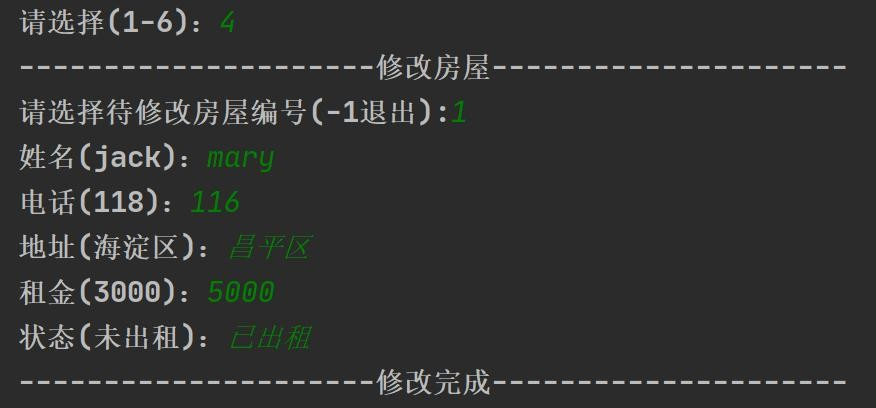 请选择(1-6)：4
---------------------修改房屋---------------------
请选择待修改房屋编号(-1退出):1
姓名(jack)：mary
电话(118)：116
地址(海淀区)：昌平区
租金(3000)：5000
状态(未出租)：已出租
---------------------修改完成---------------------